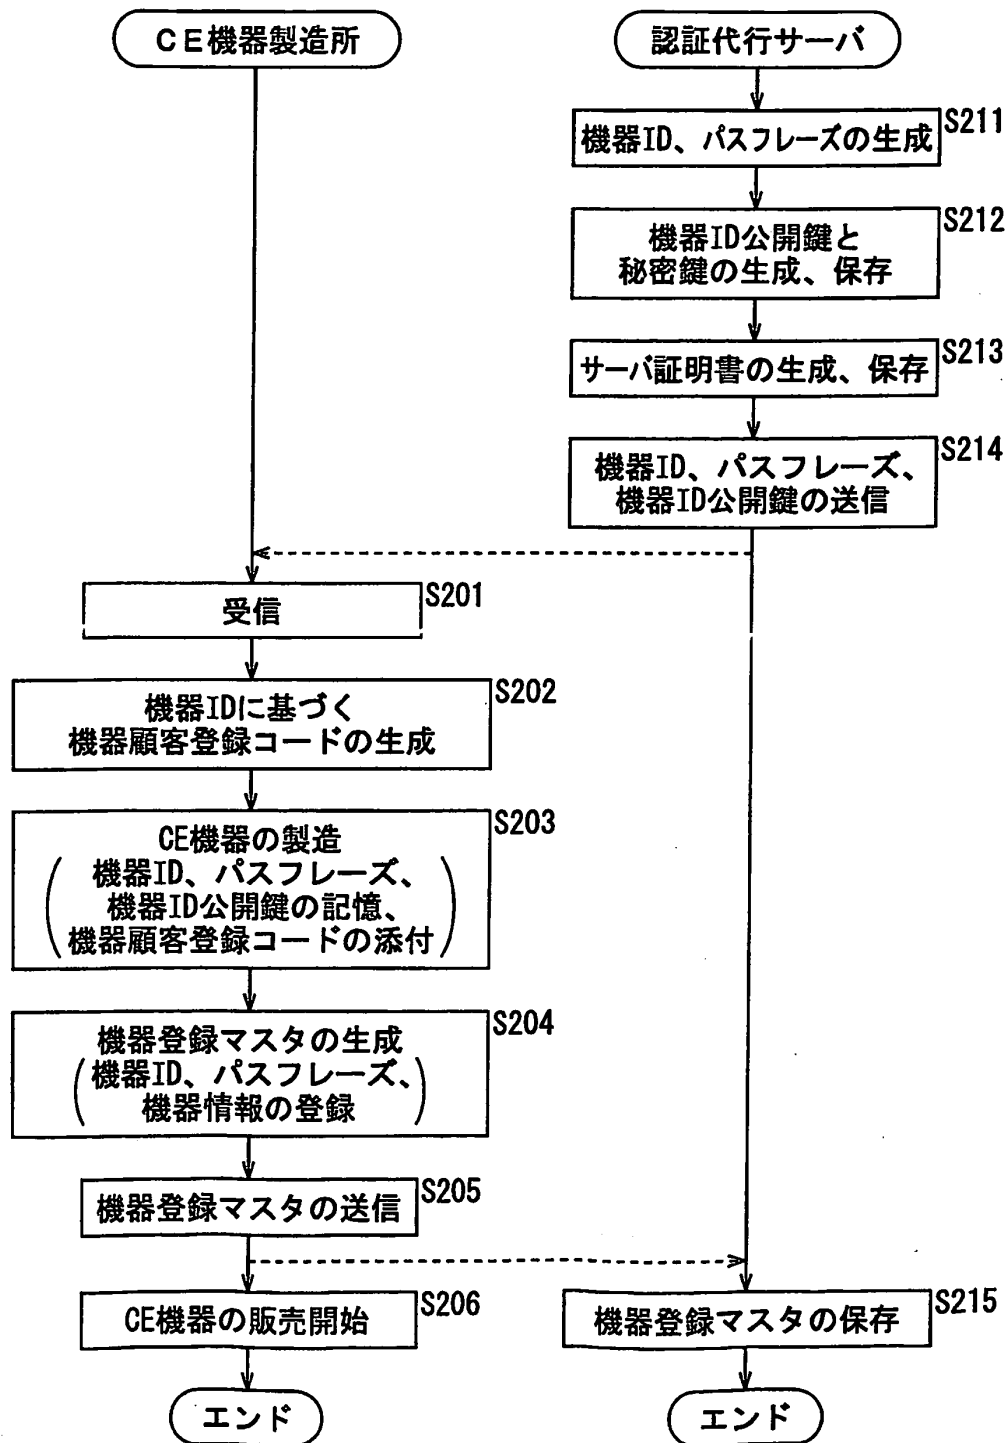 CE機器製造所
認証代行サーバ
機器ID、パスフレーズの生成
S211
機器ID公開鍵と
秘密鍵の生成、保存
S212
サーバ証明書の生成、保存
S213
機器ID、パスフレーズ、
機器ID公開鍵の送信
S214
受信
S201
機器IDに基づく
機器顧客登録コードの生成
S202
CE機器の製造
機器ID、パスフレーズ、
機器ID公開鍵の記憶、
機器顧客登録コードの添付
S203
機器登録マスタの生成
機器ID、パスフレーズ、
機器情報の登録
S204
機器登録マスタの送信
S205
CE機器の販売開始
S206
機器登録マスタの保存
S215
エンド
エンド